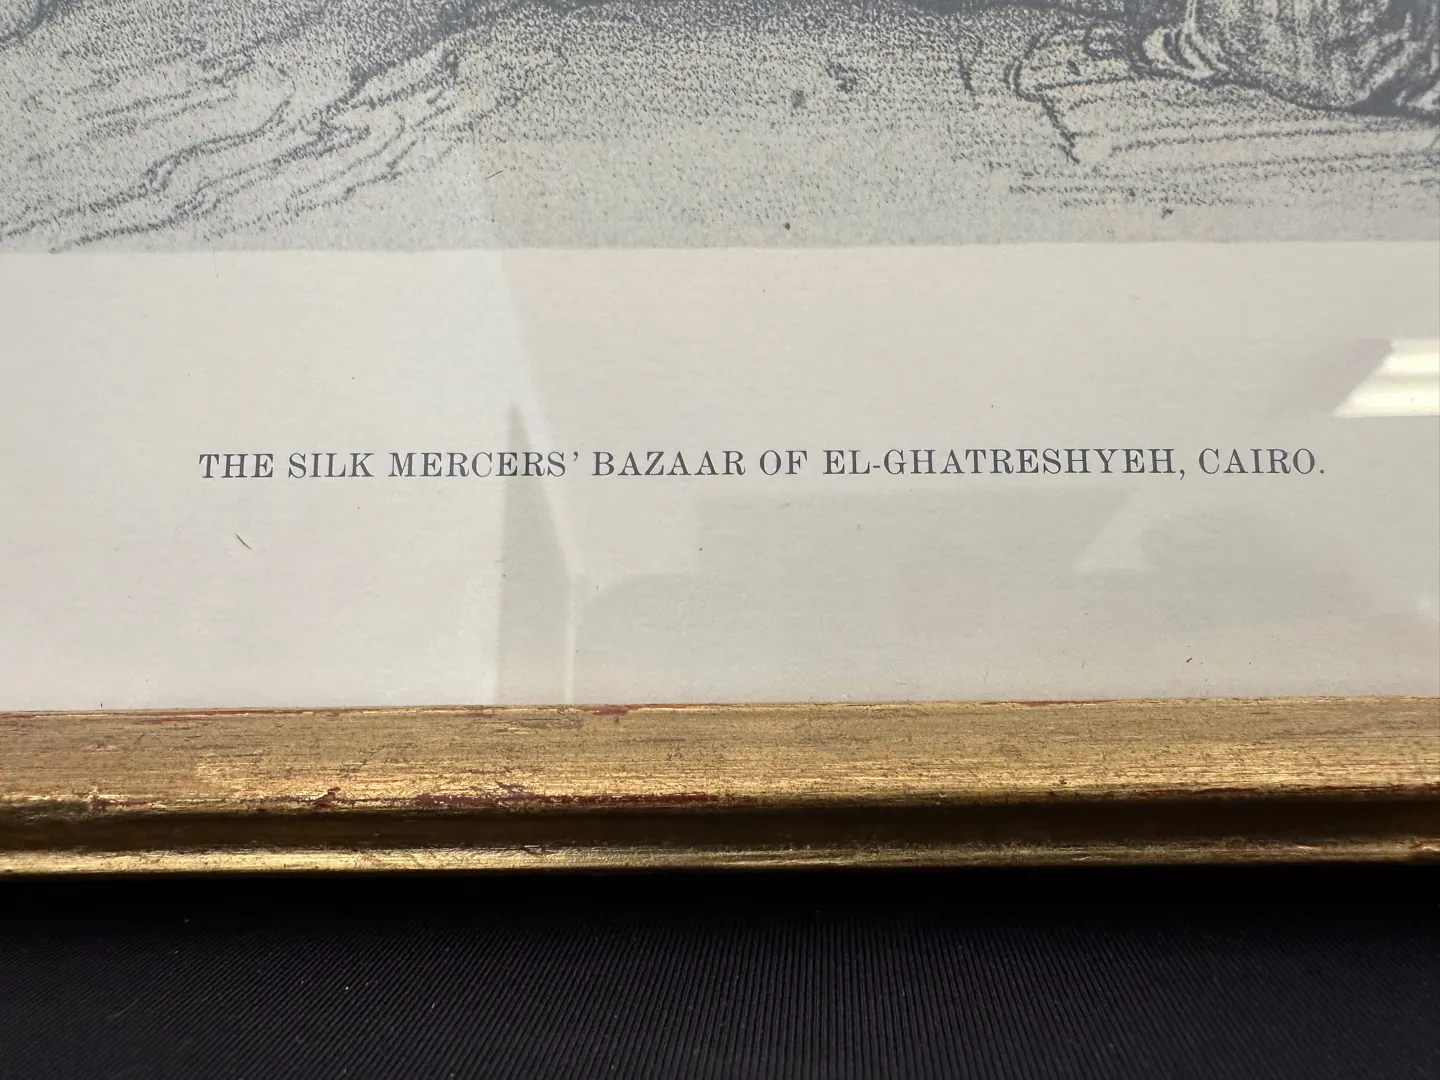 THE SILK MERCERS' BAZAAR OF EL-GHATRESHYEH, CAIRO.